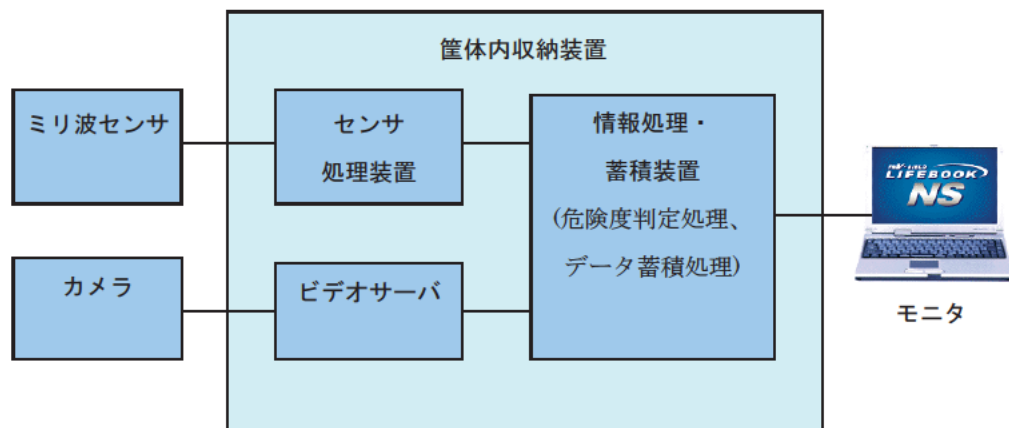 筐体内収納装置
ミリ波センサ
センサ
処理装置
情報処理・
蓄積装置
(危険度判定処理、
データ蓄積処理)
カメラ
ビデオサーバ
LIFEBOOK
NS
モニタ